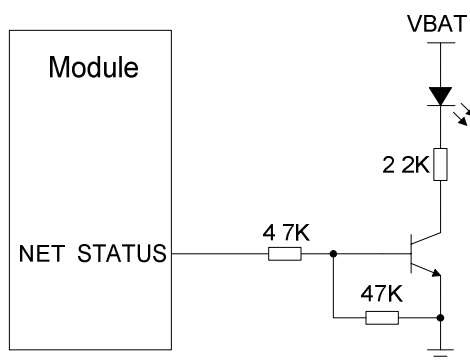 VBAT
Module
2 2K
NET STATUS
4 7K
47K